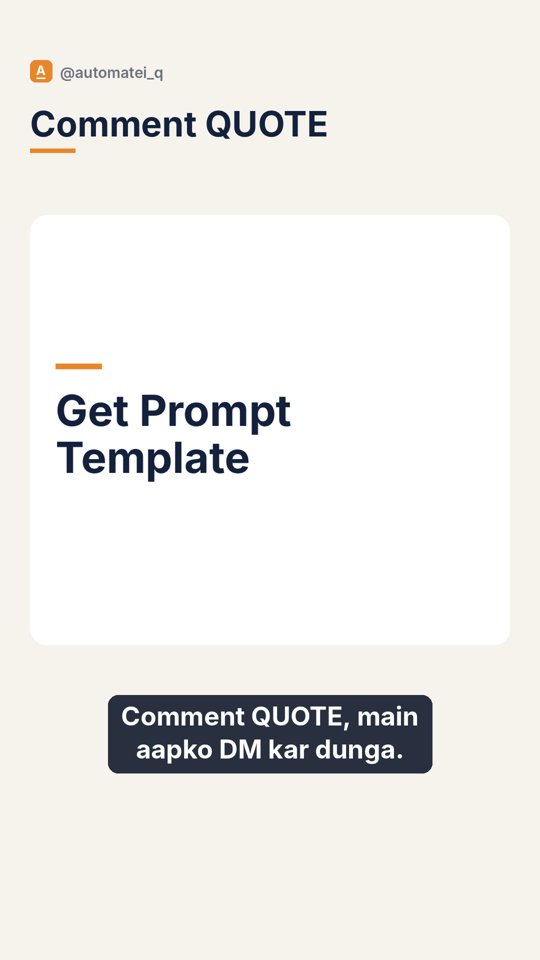 A
@automatei_q
Comment QUOTE
Get Prompt
Template
Comment QUOTE, main
aapko DM kar dunga.